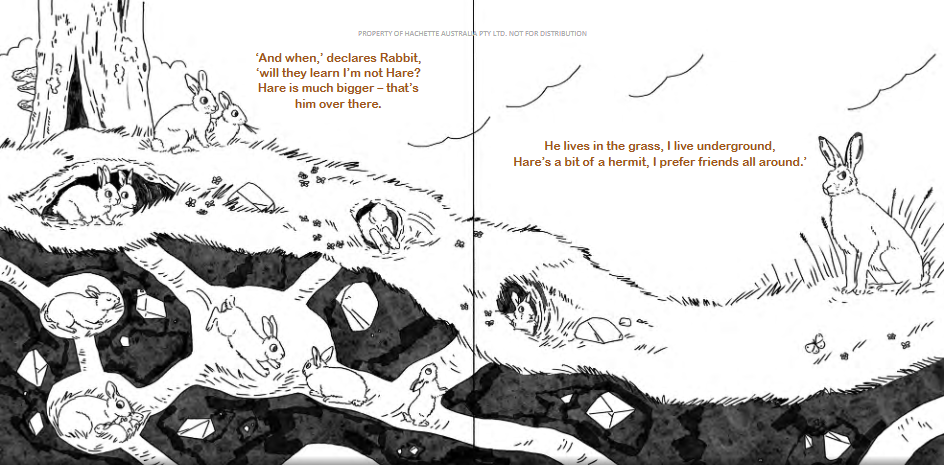 PROPERTY OF HACHETTE AUSTRALIA PTY LTD. NOT FOR DISTRIBUTION
‘And when,’ declares Rabbit,
‘will they learn I’m not Hare?
Hare is much bigger – that’s
him over there.
He lives in the grass, I live underground,
Hare’s a bit of a hermit, I prefer friends all around.’